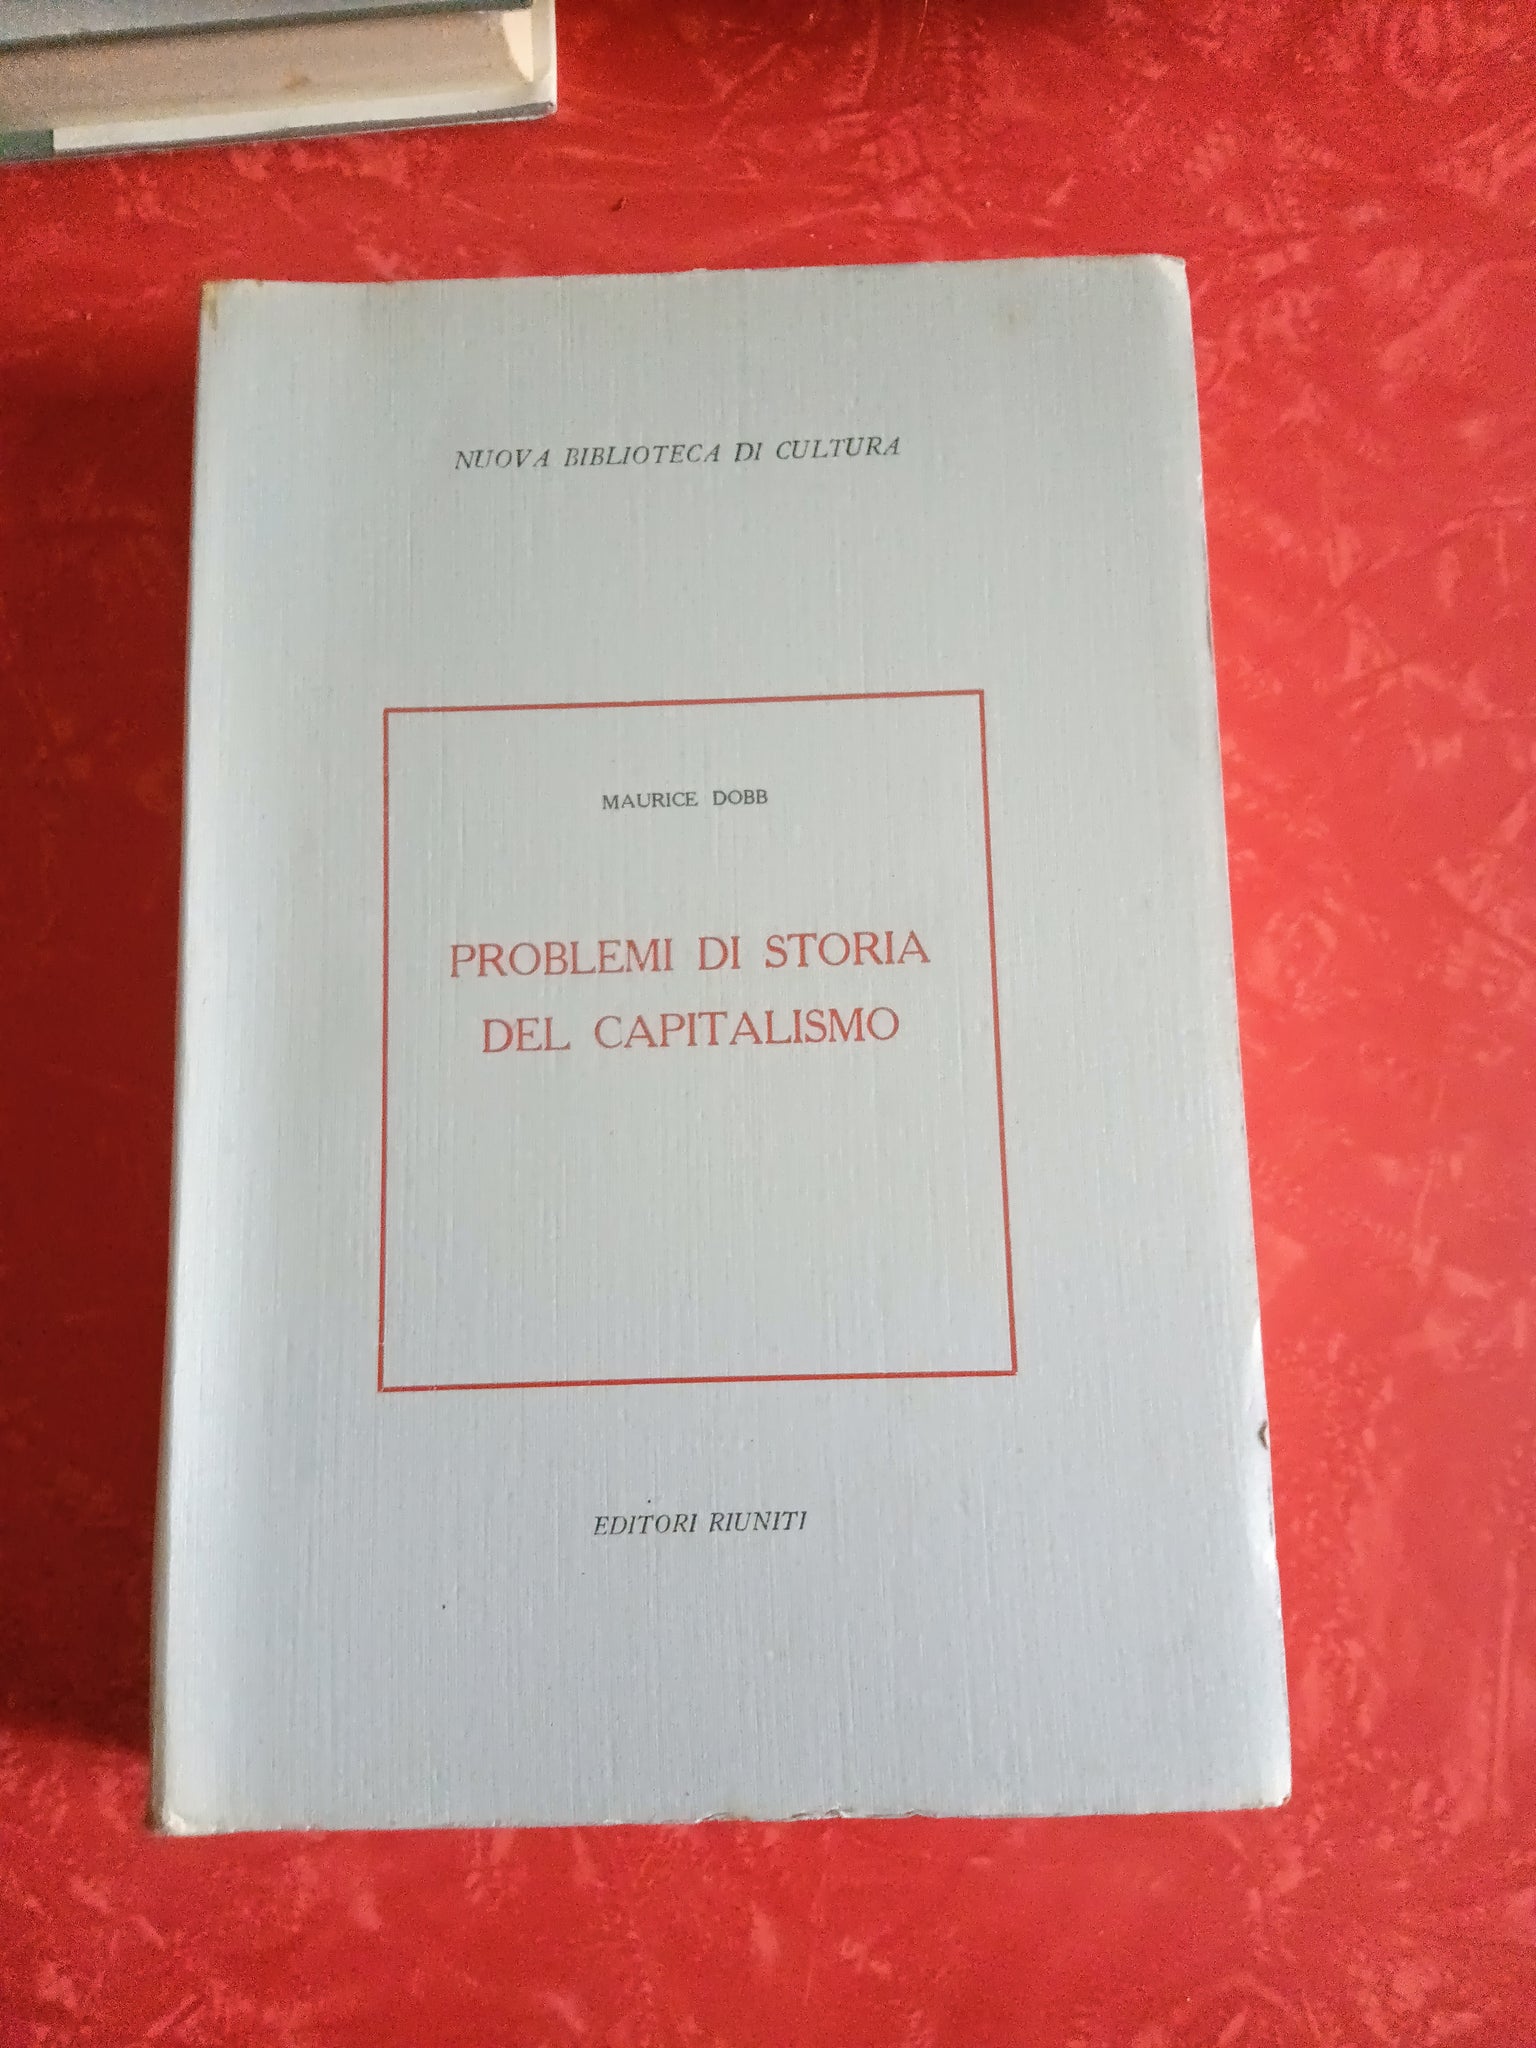 NUOVA BIBLIOTECA DI CULTURA
MAURICE DOBB
PROBLEMI DI STORIA
DEL CAPITALISMO
EDITORI RIUNITI